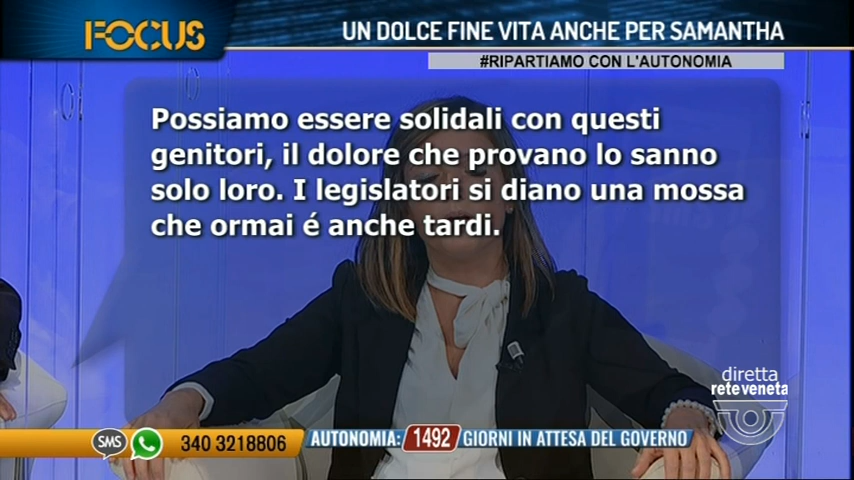 FOCUS
UN DOLCE FINE VITA ANCHE PER SAMANTHA
#RIPARTIAMO CON L'AUTONOMIA
Possiamo essere solidali con questi
genitori, il dolore che provano lo sanno
solo loro. I legislatori si diano una mossa
che ormai é anche tardi.
diretta
reteveneta
SMS 340 3218806
AUTONOMIA: 1492 GIORNI IN ATTESA DEL GOVERNO